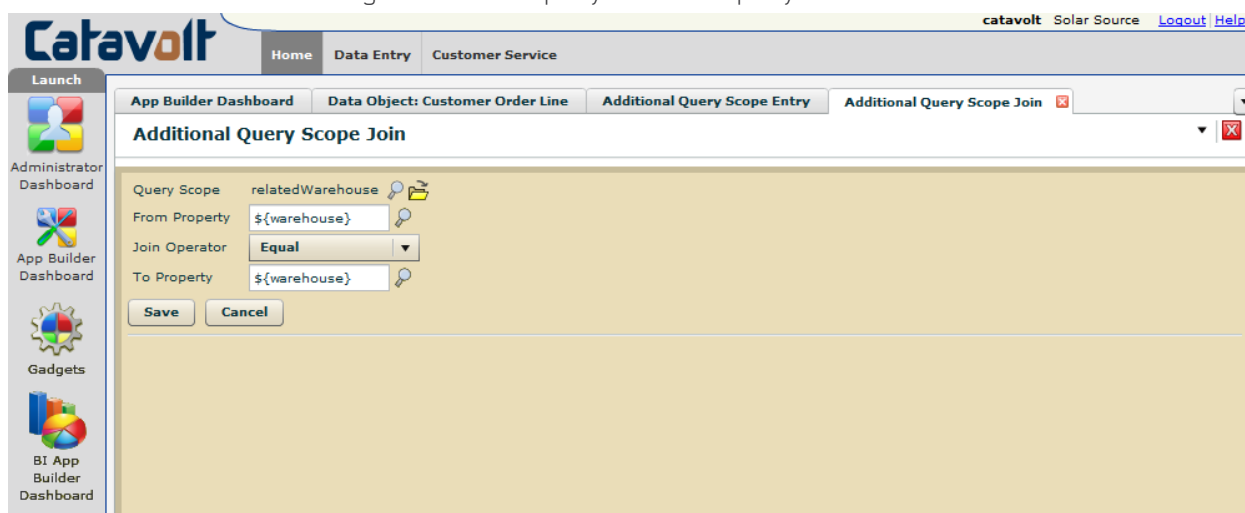 catavolt Solar Source Logout Help
Catavolt
Home Data Entry Customer Service
Launch
App Builder Dashboard Data Object: Customer Order Line Additional Query Scope Entry Additional Query Scope Join
Additional Query Scope Join
Administrator
Dashboard
Query Scope relatedWarehouse
From Property ${warehouse}
Join Operator Equal
To Property ${warehouse}
Save Cancel
App Builder
Dashboard
Gadgets
BI App
Builder
Dashboard